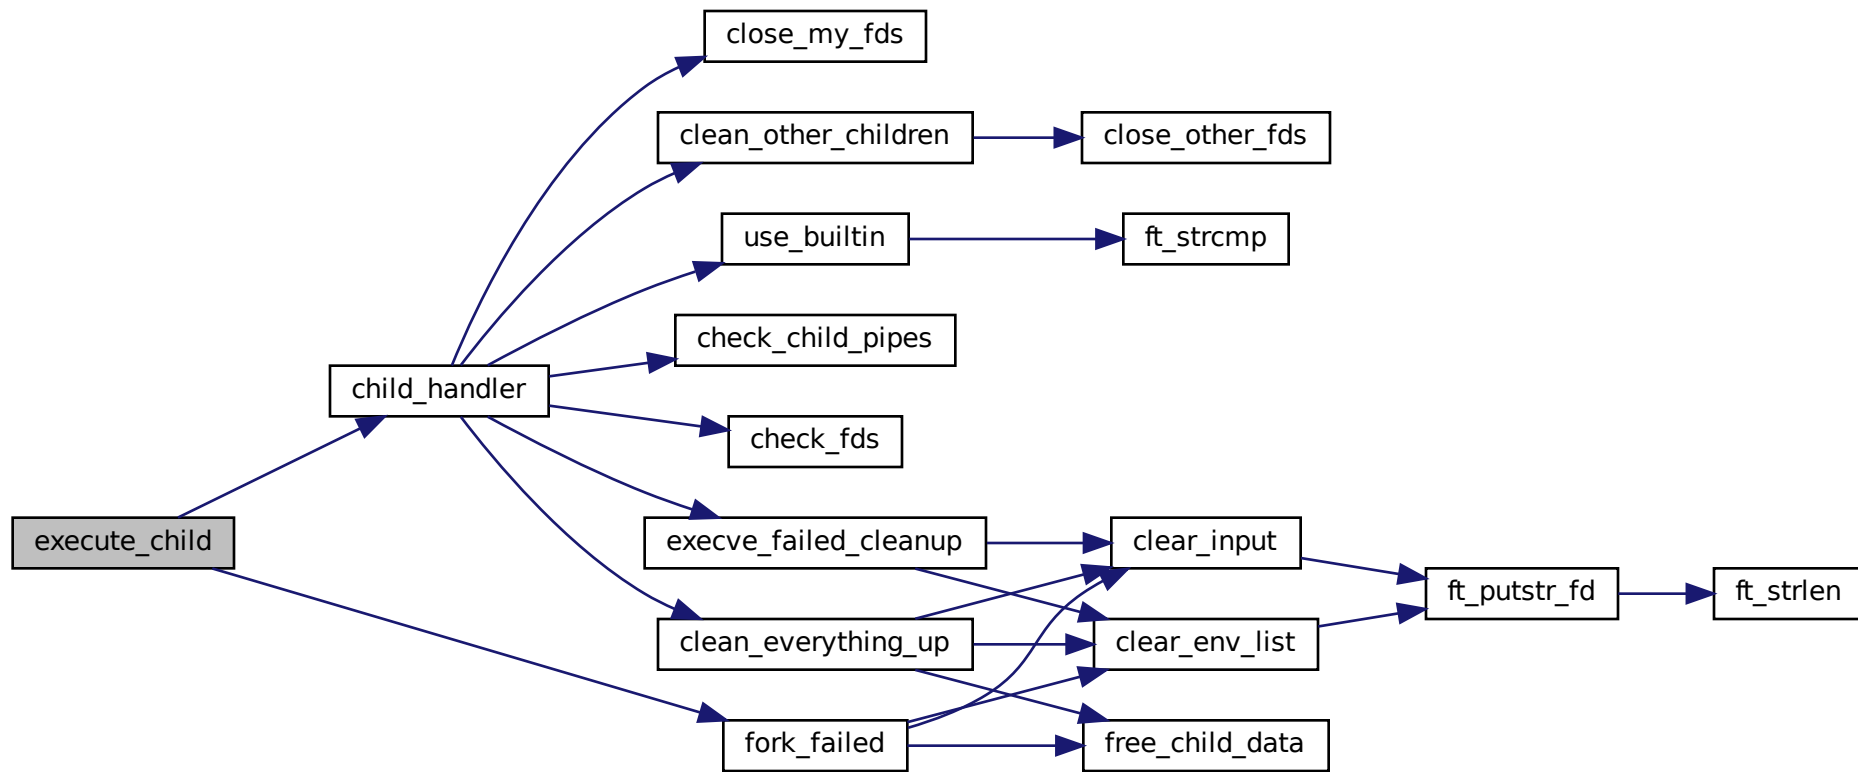 close_my_fds
clean_other_children
close_other_fds
use_builtin
ft_strcmp
check_child_pipes
child_handler
check_fds
execute_child
execve_failed_cleanup
clear_input
ft_putstr_fd
ft_strlen
clean_everything_up
clear_env_list
fork_failed
free_child_data